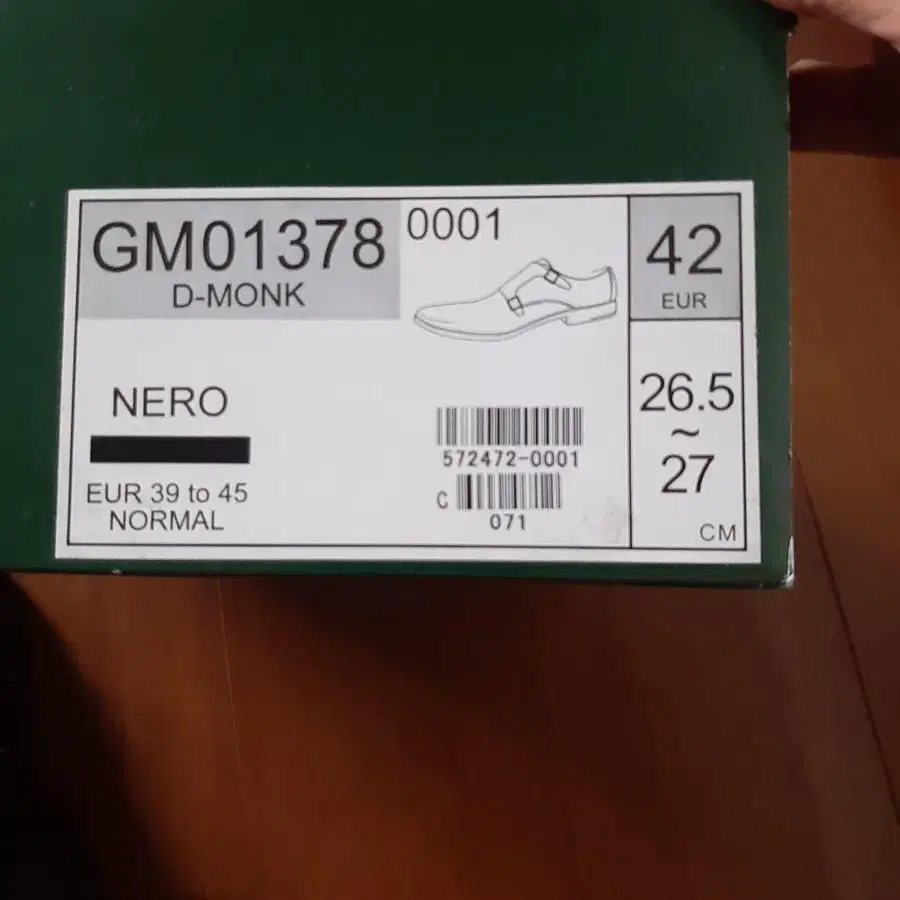 GM01378
0001
D-MONK
42
EUR
NERO
EUR 39 to 45
NORMAL
572472-0001
C
071
26.5
~
27
CM